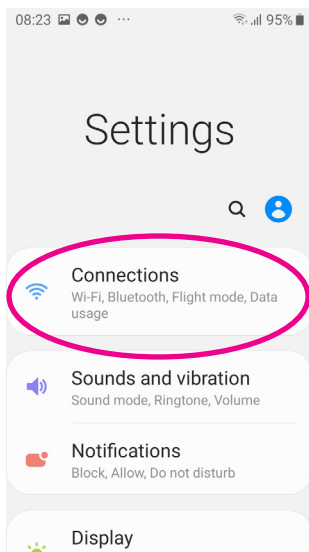 08:23 ... 95%
Settings
Connections
Wi-Fi, Bluetooth, Flight mode, Data
usage
Sounds and vibration
Sound mode, Ringtone, Volume
Notifications
Block, Allow, Do not disturb
Display